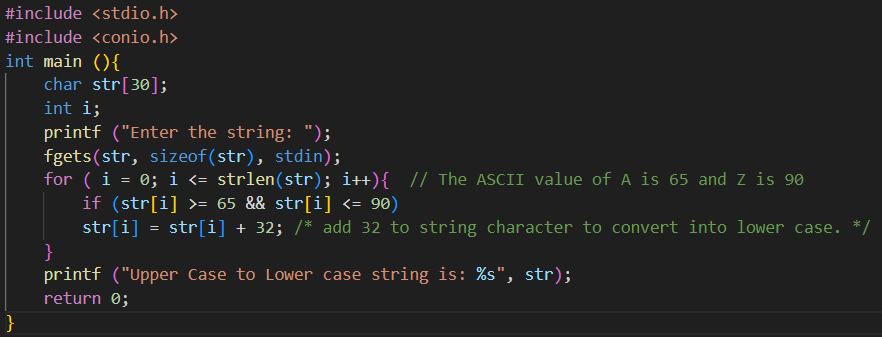 #include <stdio.h>
#include <conio.h>
int main (){
    char str[30];
    int i;
    printf ("Enter the string: ");
    fgets(str, sizeof(str), stdin);
    for ( i = 0; i <= strlen(str); i++){  // The ASCII value of A is 65 and Z is 90
        if (str[i] >= 65 && str[i] <= 90)
        str[i] = str[i] + 32; /* add 32 to string character to convert into lower case. */
    }
    printf ("Upper Case to Lower case string is: %s", str);
    return 0;
}